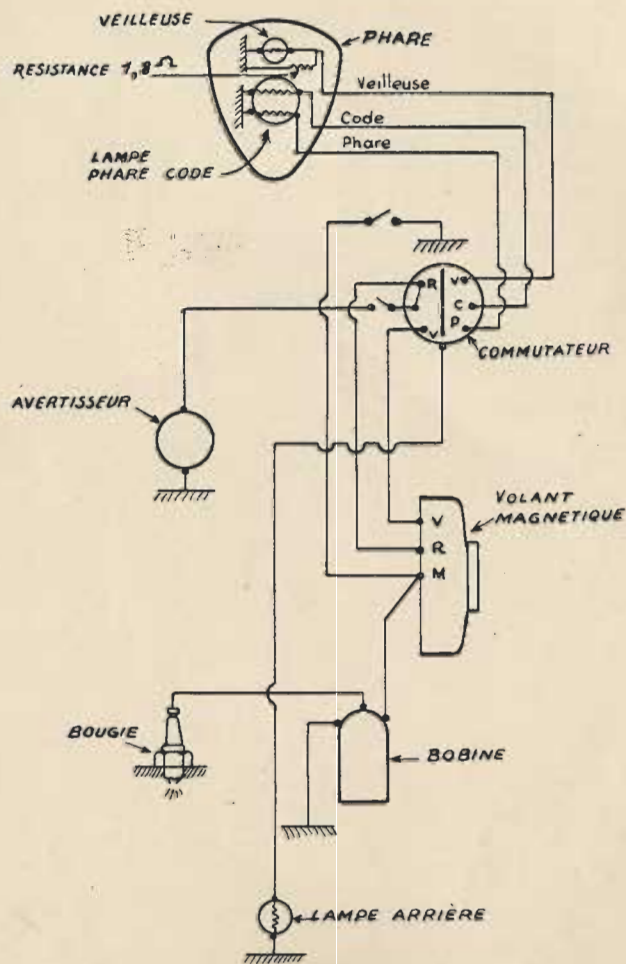 VEILLEUSE
PHARE
RESISTANCE 1,8 Ω
Veilleuse
Code
Phare
LAMPE
PHARE CODE
R
V
C
P
V
COMMUTATEUR
AVERTISSEUR
VOLANT
MAGNETIQUE
V
R
M
BOUGIE
BOBINE
LAMPE ARRIÈRE